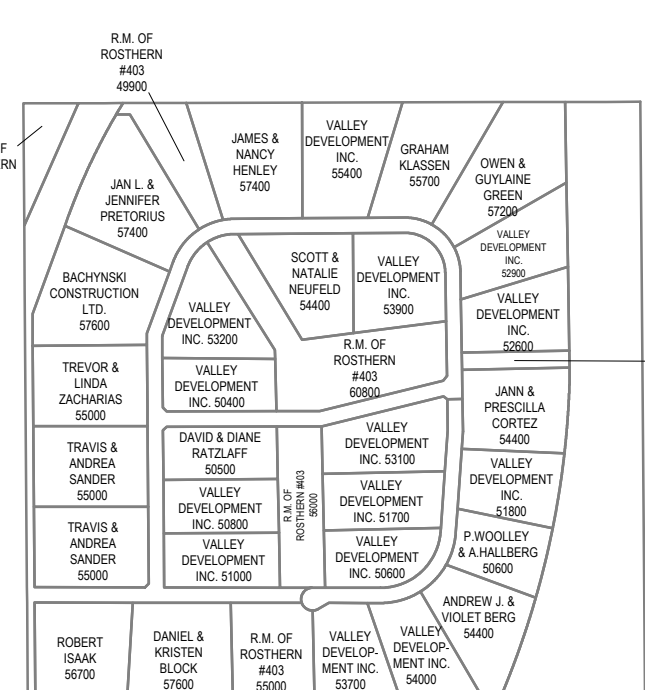 R.M. OF
ROSTHERN
#403
49900
F
RN
JAMES &
NANCY
HENLEY
57400
VALLEY
DEVELOPMENT
INC.
55400
GRAHAM
KLASSEN
55700
OWEN &
GUYLAINE
GREEN
57200
JAN L. &
JENNIFER
PRETORIUS
57400
VALLEY
DEVELOPMENT
INC.
52900
BACHYNSKI
CONSTRUCTION
LTD.
57600
VALLEY
DEVELOPMENT
INC. 53200
SCOTT &
NATALIE
NEUFELD
54400
VALLEY
DEVELOPMENT
INC.
53900
VALLEY
DEVELOPMENT
INC.
52600
R.M. OF
ROSTHERN
#403
60800
TREVOR &
LINDA
ZACHARIAS
55000
VALLEY
DEVELOPMENT
INC. 50400
JANN &
PRESCILLA
CORTEZ
54400
TRAVIS &
ANDREA
SANDER
55000
DAVID & DIANE
RATZLAFF
50500
VALLEY
DEVELOPMENT
INC. 53100
R.M. OF
ROSTHERN #403
56000
VALLEY
DEVELOPMENT
INC.
51800
VALLEY
DEVELOPMENT
INC. 50800
VALLEY
DEVELOPMENT
INC. 51700
TRAVIS &
ANDREA
SANDER
55000
VALLEY
DEVELOPMENT
INC. 51000
VALLEY
DEVELOPMENT
INC. 50600
P.WOOLLEY
& A.HALLBERG
50600
ANDREW J. &
VIOLET BERG
54400
ROBERT
ISAAK
56700
DANIEL &
KRISTEN
BLOCK
57600
R.M. OF
ROSTHERN
#403
55000
VALLEY
DEVELOP-
MENT INC.
53700
VALLEY
DEVELOP-
MENT INC.
54000